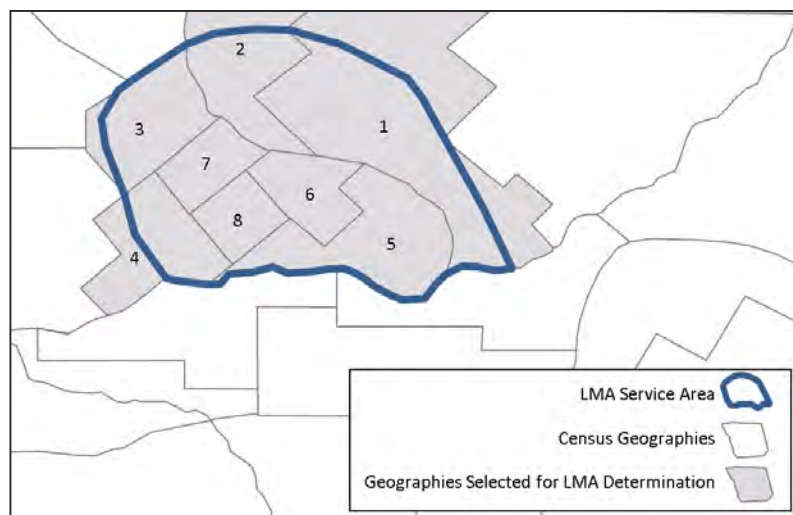 2
3
1
7
6
8
5
4
LMA Service Area
Census Geographies
Geographies Selected for LMA Determination